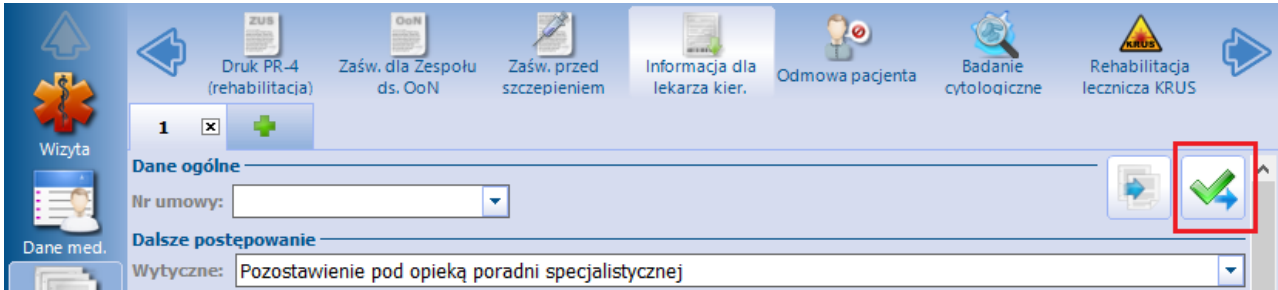 ZUS
Druk PR-4
(rehabilitacja)
OoN
Zaśw. dla Zespołu
ds. OoN
Zaśw. przed
szczepieniem
Informacja dla
lekarza kier.
Odmowa pacjenta
Badanie
cytologiczne
KRUS
Rehabilitacja
lecznicza KRUS
Wizyta
1
Dane ogólne
Nr umowy:
Dane med.
Dalsze postępowanie
Wytyczne: Pozostawienie pod opieką poradni specjalistycznej